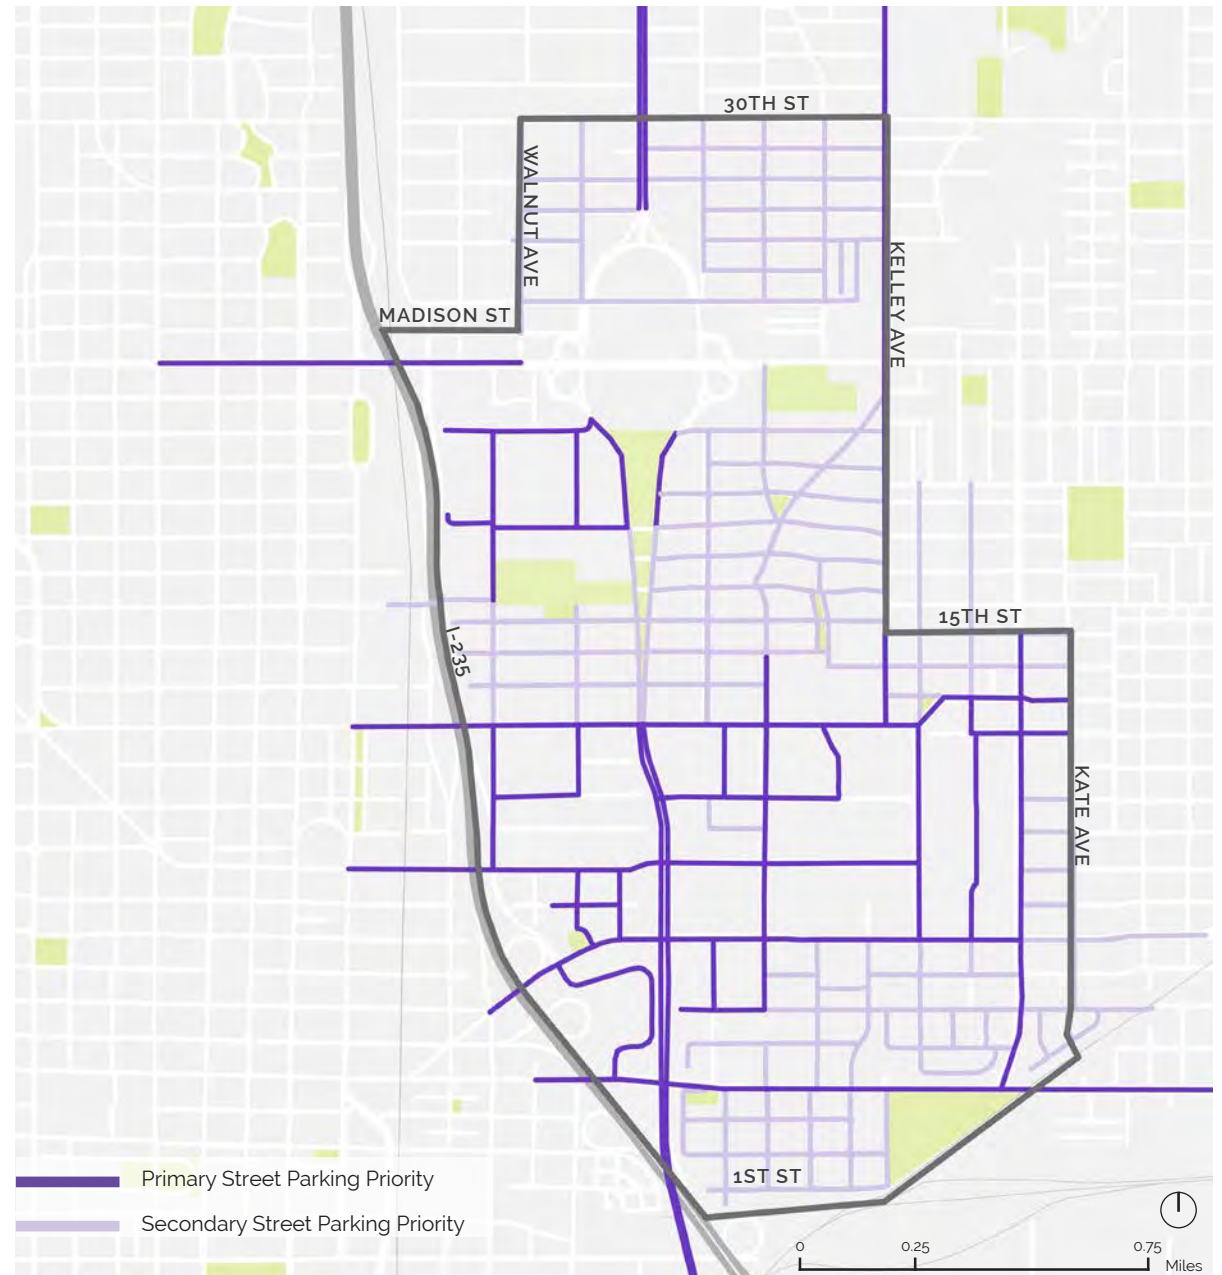 30TH ST
WALNUT AVE
KELLEY AVE
MADISON ST
15TH ST
I-235
KATE AVE
1ST ST
Primary Street Parking Priority
Secondary Street Parking Priority
0 0.25 0.75
Miles